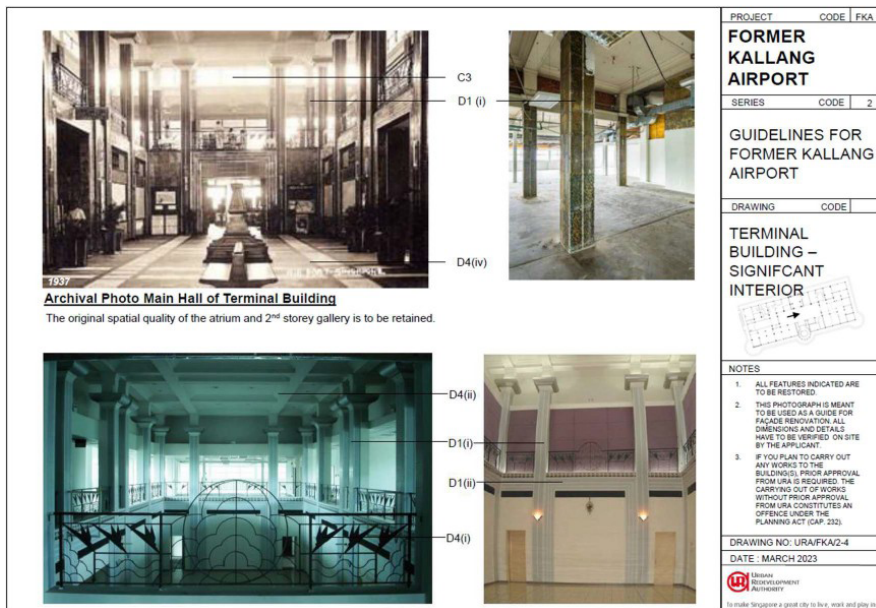 C3
D1 (i)
D4(iv)
1937
Archival Photo Main Hall of Terminal Building
The original spatial quality of the atrium and 2nd storey gallery is to be retained.
D4(ii)
D1(i)
D1(ii)
D4(i)
PROJECT CODE FKA
FORMER
KALLANG
AIRPORT
SERIES CODE 2
GUIDELINES FOR
FORMER KALLANG
AIRPORT
DRAWING CODE
TERMINAL
BUILDING –
SIGNIFCANT
INTERIOR
NOTES
1. ALL FEATURES INDICATED ARE
TO BE RESTORED.
2. THIS PHOTOGRAPH IS MEANT
TO BE USED AS A GUIDE FOR
FAÇADE RENOVATION. ALL
DIMENSIONS AND DETAILS
HAVE TO BE VERIFIED ON SITE
BY THE APPLICANT.
3. IF YOU PLAN TO CARRY OUT
ANY WORKS TO THE
BUILDING(S), PRIOR APPROVAL
FROM URA IS REQUIRED. THE
CARRYING OUT OF WORKS
WITHOUT PRIOR APPROVAL
FROM URA CONSTITUTES AN
OFFENCE UNDER THE
PLANNING ACT (CAP. 232).
DRAWING NO: URA/FKA/2-4
DATE : MARCH 2023
URBAN
REDEVELOPMENT
AUTHORITY
To make Singapore a great city to live, work and play in